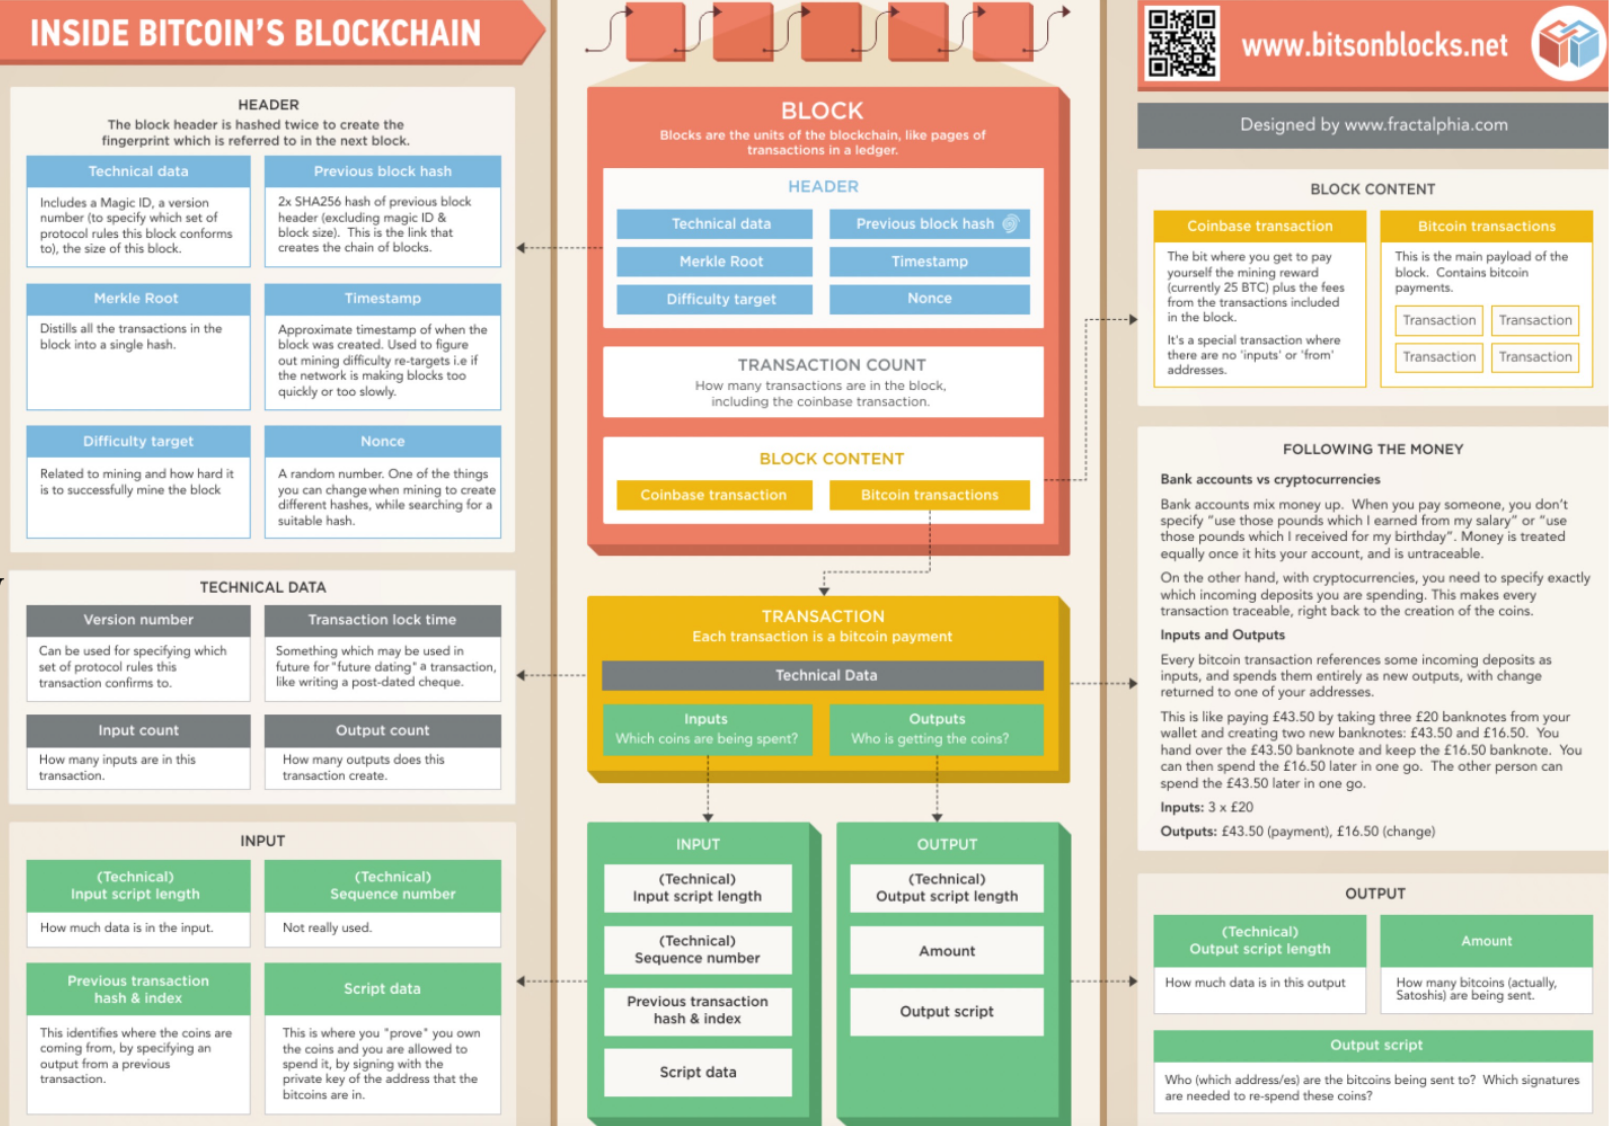 INSIDE BITCOIN'S BLOCKCHAIN
HEADER
The block header is hashed twice to create the
fingerprint which is referred to in the next block.
Technical data
Includes a Magic ID, a version
number (to specify which set of
protocol rules this block conforms
to), the size of this block.
Previous block hash
2x SHA256 hash of previous block
header (excluding magic ID &
block size). This is the link that
creates the chain of blocks.
Merkle Root
Distills all the transactions in the
block into a single hash.
Timestamp
Approximate timestamp of when the
block was created. Used to figure
out mining difficulty re-targets i.e if
the network is making blocks too
quickly or too slowly.
Difficulty target
Related to mining and how hard it
is to successfully mine the block
Nonce
A random number. One of the things
you can change when mining to create
different hashes, while searching for a
suitable hash.
TECHNICAL DATA
Version number
Can be used for specifying which
set of protocol rules this
transaction confirms to.
Transaction lock time
Something which may be used in
future for "future dating" a transaction,
like writing a post-dated cheque.
Input count
How many inputs are in this
transaction.
Output count
How many outputs does this
transaction create.
INPUT
(Technical)
Input script length
How much data is in the input.
(Technical)
Sequence number
Not really used.
Previous transaction
hash & index
This identifies where the coins are
coming from, by specifying an
output from a previous
transaction.
Script data
This is where you "prove" you own
the coins and you are allowed to
spend it, by signing with the
private key of the address that the
bitcoins are in.
BLOCK
Blocks are the units of the blockchain, like pages of
transactions in a ledger.
HEADER
Technical data
Previous block hash
Merkle Root
Timestamp
Difficulty target
Nonce
TRANSACTION COUNT
How many transactions are in the block,
including the coinbase transaction.
BLOCK CONTENT
Coinbase transaction
Bitcoin transactions
TRANSACTION
Each transaction is a bitcoin payment
Technical Data
Inputs
Which coins are being spent?
Outputs
Who is getting the coins?
INPUT
(Technical)
Input script length
(Technical)
Sequence number
Previous transaction
hash & index
Script data
OUTPUT
(Technical)
Output script length
Amount
Output script
www.bitsonblocks.net
Designed by www.fractalphia.com
BLOCK CONTENT
Coinbase transaction
The bit where you get to pay
yourself the mining reward
(currently 25 BTC) plus the fees
from the transactions included
in the block.
It's a special transaction where
there are no 'inputs' or 'from'
addresses.
Bitcoin transactions
This is the main payload of the
block. Contains bitcoin
payments.
Transaction
Transaction
Transaction
Transaction
FOLLOWING THE MONEY
Bank accounts vs cryptocurrencies
Bank accounts mix money up. When you pay someone, you don't
specify "use those pounds which I earned from my salary" or "use
those pounds which I received for my birthday". Money is treated
equally once it hits your account, and is untraceable.
On the other hand, with cryptocurrencies, you need to specify exactly
which incoming deposits you are spending. This makes every
transaction traceable, right back to the creation of the coins.
Inputs and Outputs
Every bitcoin transaction references some incoming deposits as
inputs, and spends them entirely as new outputs, with change
returned to one of your addresses.
This is like paying £43.50 by taking three £20 banknotes from your
wallet and creating two new banknotes: £43.50 and £16.50. You
hand over the £43.50 banknote and keep the £16.50 banknote. You
can then spend the £16.50 later in one go. The other person can
spend the £43.50 later in one go.
Inputs: 3 x £20
Outputs: £43.50 (payment), £16.50 (change)
OUTPUT
(Technical)
Output script length
How much data is in this output
Amount
How many bitcoins (actually,
Satoshis) are being sent.
Output script
Who (which address/es) are the bitcoins being sent to? Which signatures
are needed to re-spend these coins?